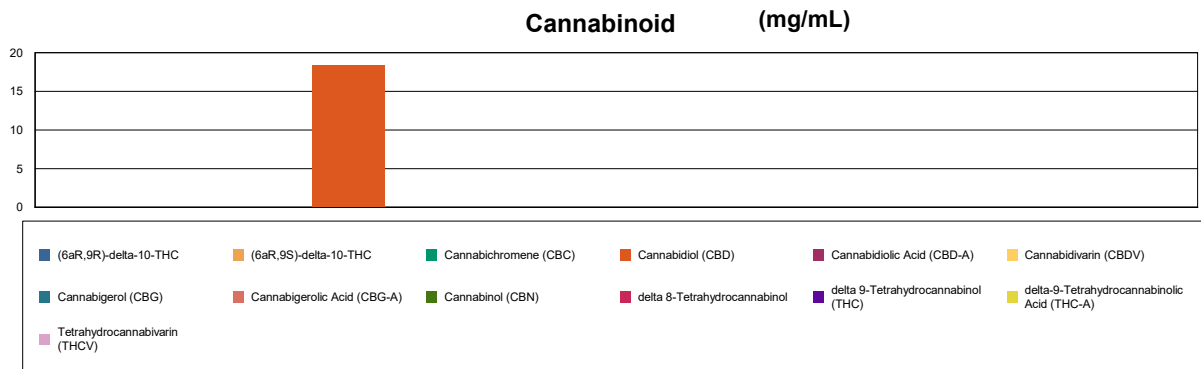 Cannabinoid (mg/mL)
20
15
10
5
0
(6aR,9R)-delta-10-THC (6aR,9S)-delta-10-THC Cannabichromene (CBC) Cannabidiol (CBD) Cannabidiolic Acid (CBD-A) Cannabidivarin (CBDV)
Cannabigerol (CBG) Cannabigerolic Acid (CBG-A) Cannabinol (CBN) delta 8-Tetrahydrocannabinol delta 9-Tetrahydrocannabinol
(THC) delta-9-Tetrahydrocannabinolic
Acid (THC-A)
Tetrahydrocannabivarin
(THCV)